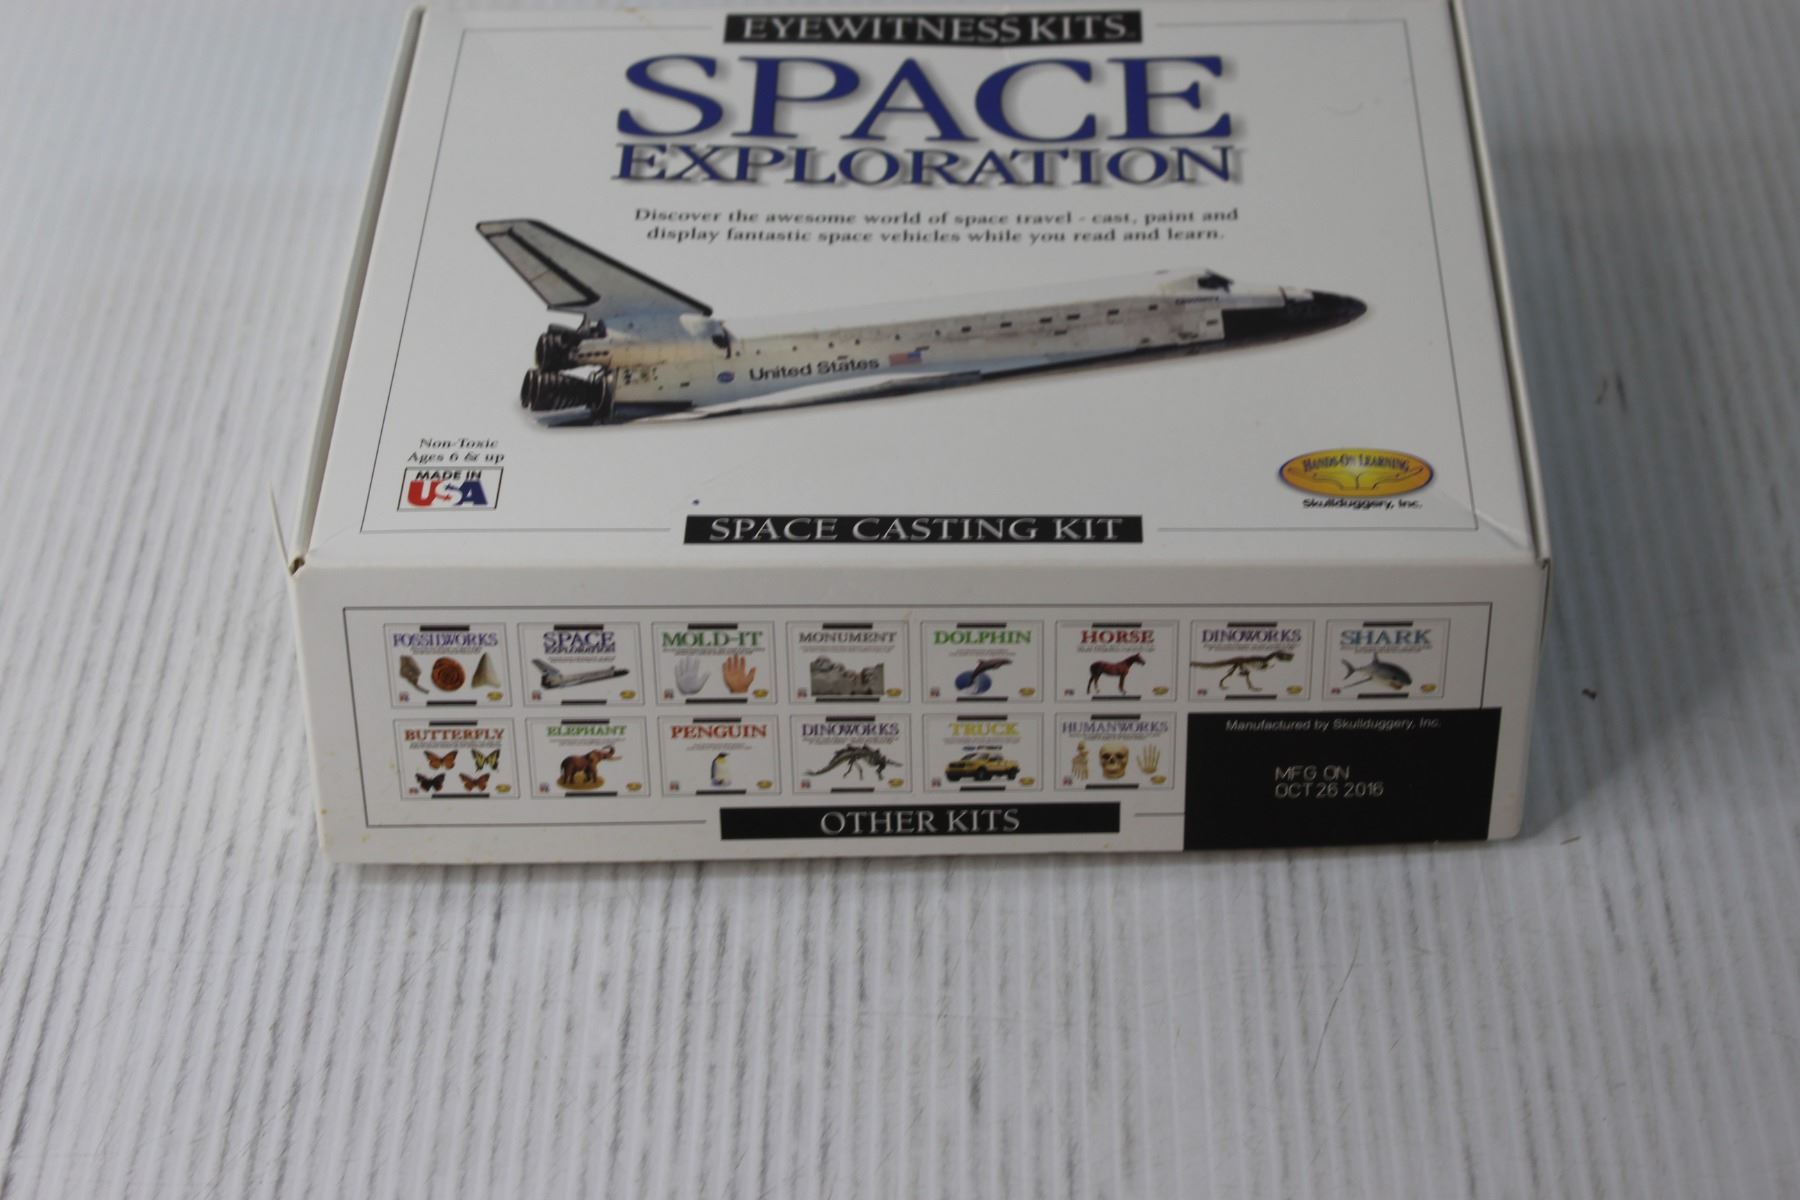 EYEWITNESS KITS
SPACE
EXPLORATION
Discover the awesome world of space travel - cast, paint and
display fantastic space vehicles while you read and learn.
United States
Non-Toxic
Ages 6 & up
MADE IN
USA
HANDS-ON LEARNING
Skullduggery, Inc.
SPACE CASTING KIT
FOSSILWORKS
SPACE
EXPLORATION
MOLD-IT
MONUMENT
DOLPHIN
HORSE
DINOWORKS
SHARK
BUTTERFLY
ELEPHANT
PENGUIN
DINOWORKS
TRUCK
HUMANWORKS
Manufactured by Skullduggery, Inc.
MFG ON
OCT 26 2016
OTHER KITS